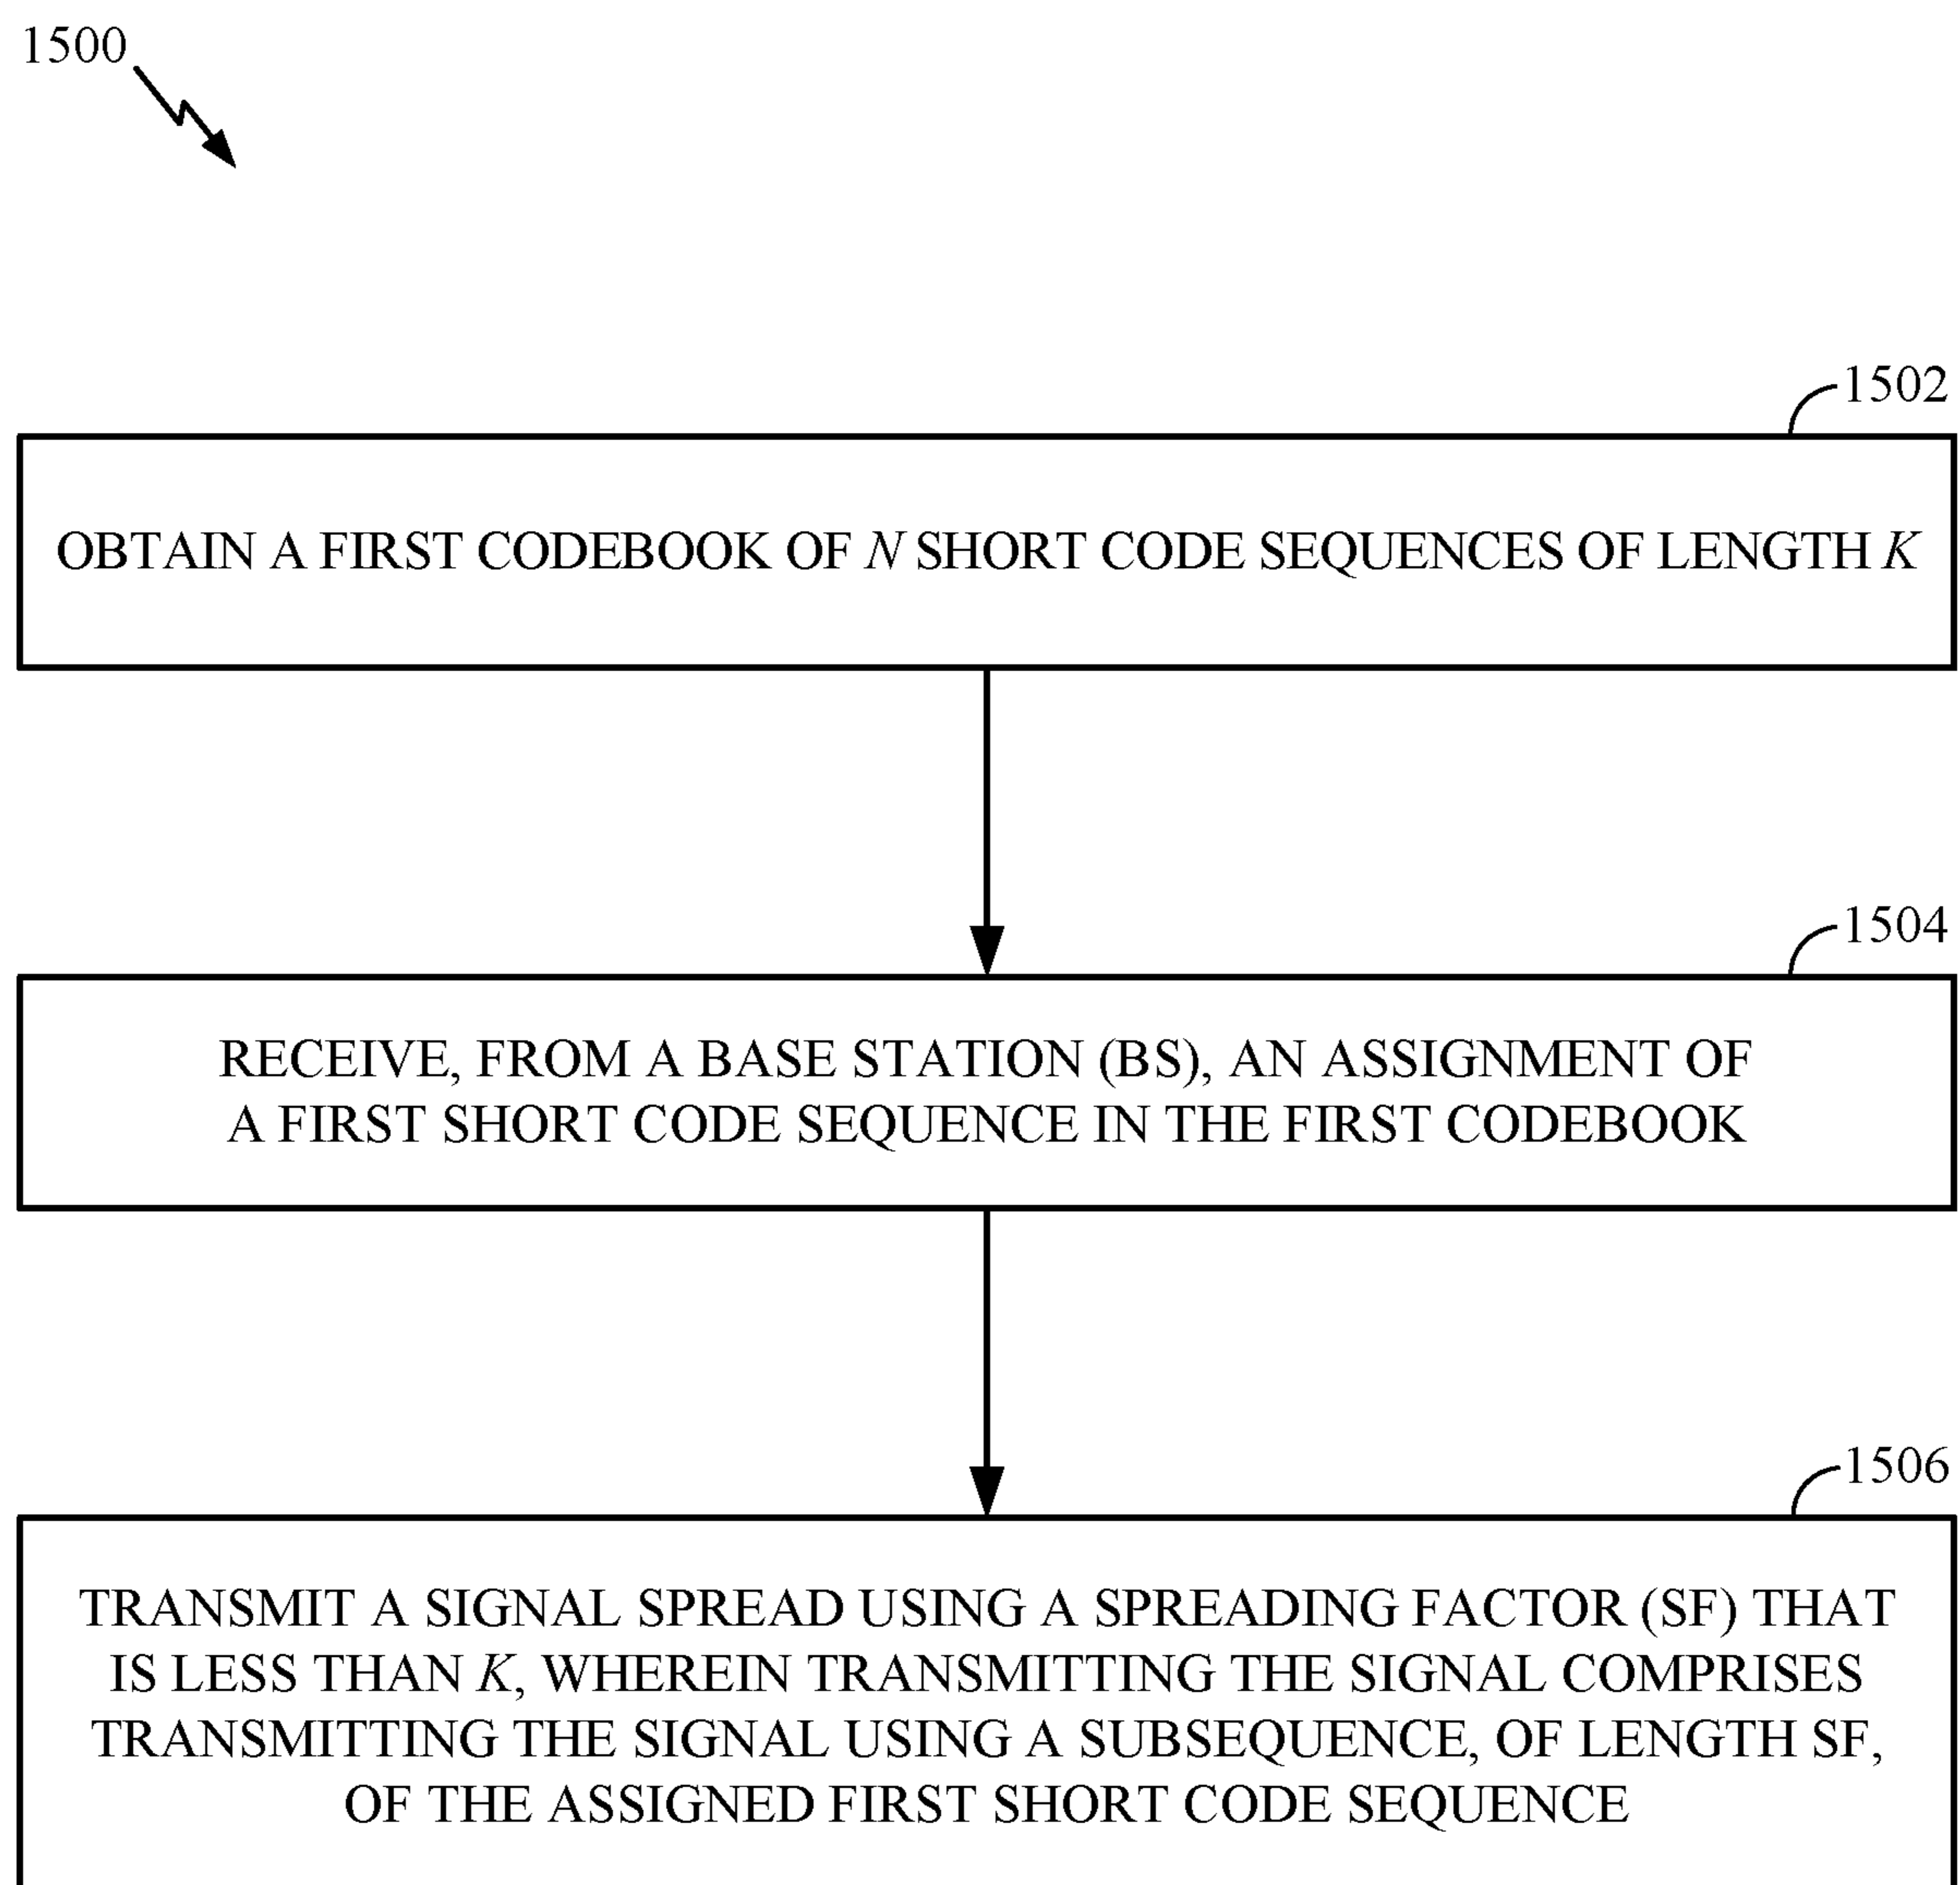 1500
1502
OBTAIN A FIRST CODEBOOK OF N SHORT CODE SEQUENCES OF LENGTH K
1504
RECEIVE, FROM A BASE STATION (BS), AN ASSIGNMENT OF
A FIRST SHORT CODE SEQUENCE IN THE FIRST CODEBOOK
1506
TRANSMIT A SIGNAL SPREAD USING A SPREADING FACTOR (SF) THAT
IS LESS THAN K, WHEREIN TRANSMITTING THE SIGNAL COMPRISES
TRANSMITTING THE SIGNAL USING A SUBSEQUENCE, OF LENGTH SF,
OF THE ASSIGNED FIRST SHORT CODE SEQUENCE